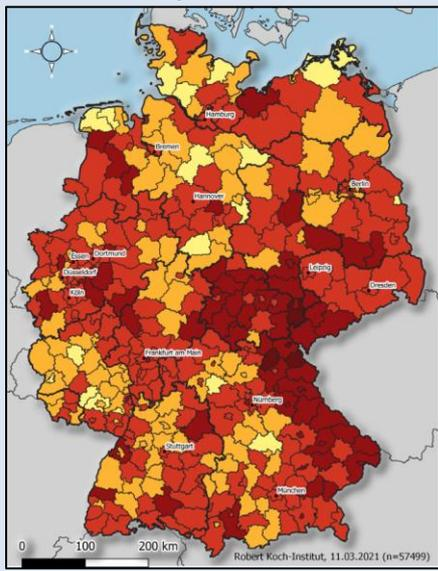 Hamburg
Bremen
Berlin
Hannover
Essen Dortmund
Düsseldorf
Leipzig
Köln
Dresden
Frankfurt am Main
Nürnberg
Stuttgart
München
0 100 200 km
Robert Koch-Institut, 11.03.2021 (n=57499)